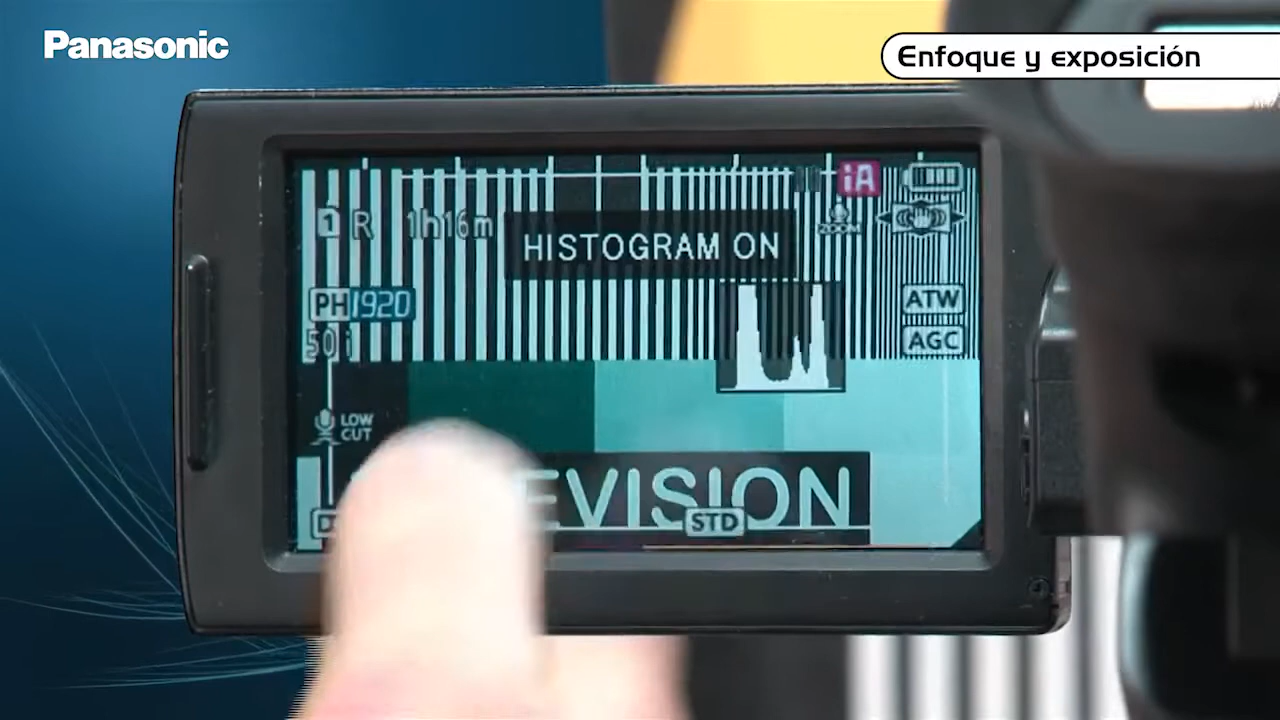 Panasonic
Enfoque y exposición
iA
1 R 1h16m
ZOOM
HISTOGRAM ON
PH 1920
ATW
50i
AGC
LOW
CUT
EVISION
STD